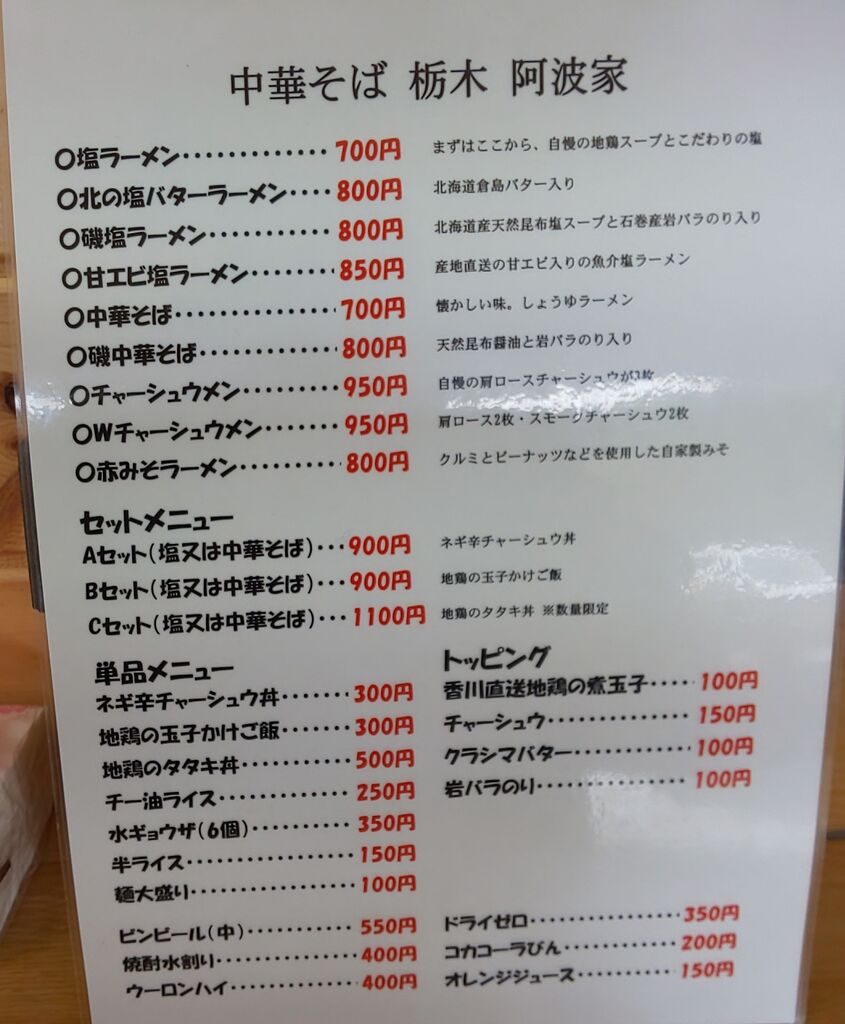 中華そば 栃木 阿波家
〇塩ラーメン・・・・・・・・・・・・・700円 まずはここから、自慢の地鶏スープとこだわりの塩
〇北の塩バターラーメン・・・・800円 北海道倉島バター入り
〇磯塩ラーメン・・・・・・・・・・・800円 北海道産天然昆布塩スープと石巻産岩バラのり入り
〇甘エビ塩ラーメン・・・・・・・・850円 産地直送の甘エビ入りの魚介塩ラーメン
〇中華そば・・・・・・・・・・・・・・・700円 懐かしい味。しょうゆラーメン
〇磯中華そば・・・・・・・・・・・・・800円 天然昆布醤油と岩バラのり入り
〇チャーシュウメン・・・・・・・・・950円 自慢の肩ロースチャーシュウが3枚
〇Wチャーシュウメン・・・・・・・950円 肩ロース2枚・スモークチャーシュウ2枚
〇赤みそラーメン・・・・・・・・・・800円 クルミとピーナッツなどを使用した自家製みそ
セットメニュー
Aセット(塩又は中華そば)・・・900円 ネギ辛チャーシュウ丼
Bセット(塩又は中華そば)・・・900円 地鶏の玉子かけご飯
Cセット(塩又は中華そば)・・・1100円 地鶏のタタキ丼 ※数量限定
単品メニュー
ネギ辛チャーシュウ丼・・・・・・・300円
地鶏の玉子かけご飯・・・・・・・300円
地鶏のタタキ丼・・・・・・・・・・・500円
チー油ライス・・・・・・・・・・・・・250円
水ギョウザ(6個)・・・・・・・・・・350円
半ライス・・・・・・・・・・・・・・・・・150円
麺大盛り・・・・・・・・・・・・・・・・100円
トッピング
香川直送地鶏の煮玉子・・・・・100円
チャーシュウ・・・・・・・・・・・・・・150円
クラシマバター・・・・・・・・・・・・100円
岩バラのり・・・・・・・・・・・・・・・・100円
ビンビール(中)・・・・・・・・・・・550円
焼酎水割り・・・・・・・・・・・・・・・400円
ウーロンハイ・・・・・・・・・・・・・・400円
ドライゼロ・・・・・・・・・・・・・・・・350円
コカコーラびん・・・・・・・・・・・・200円
オレンジジュース・・・・・・・・・・・150円